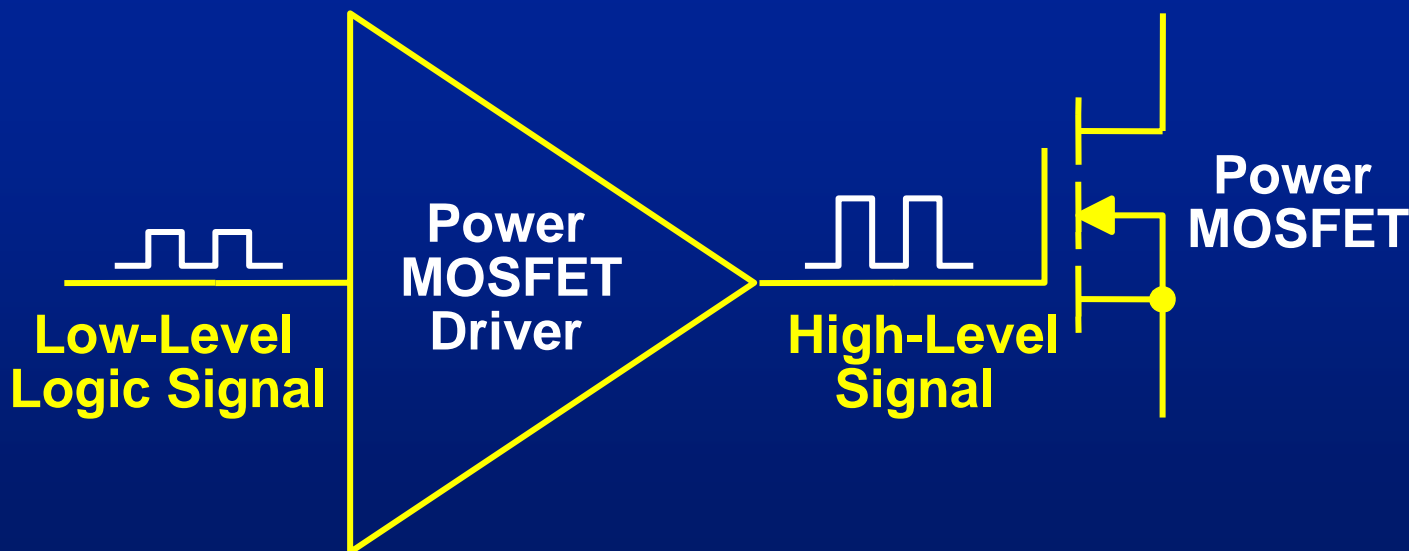 Low-Level
Logic Signal
Power
MOSFET
Driver
High-Level
Signal
Power
MOSFET